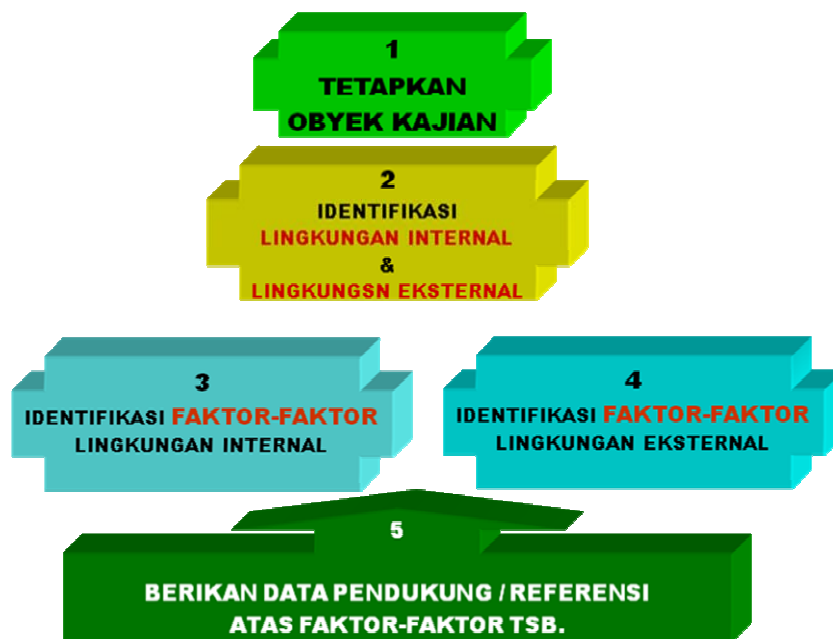 1
TETAPKAN
OBYEK KAJIAN
2
IDENTIFIKASI
LINGKUNGAN INTERNAL
&
LINGKUNGSN EKSTERNAL
3
IDENTIFIKASI FAKTOR-FAKTOR
LINGKUNGAN INTERNAL
4
IDENTIFIKASI FAKTOR-FAKTOR
LINGKUNGAN EKSTERNAL
5
BERIKAN DATA PENDUKUNG / REFERENSI
ATAS FAKTOR-FAKTOR TSB.